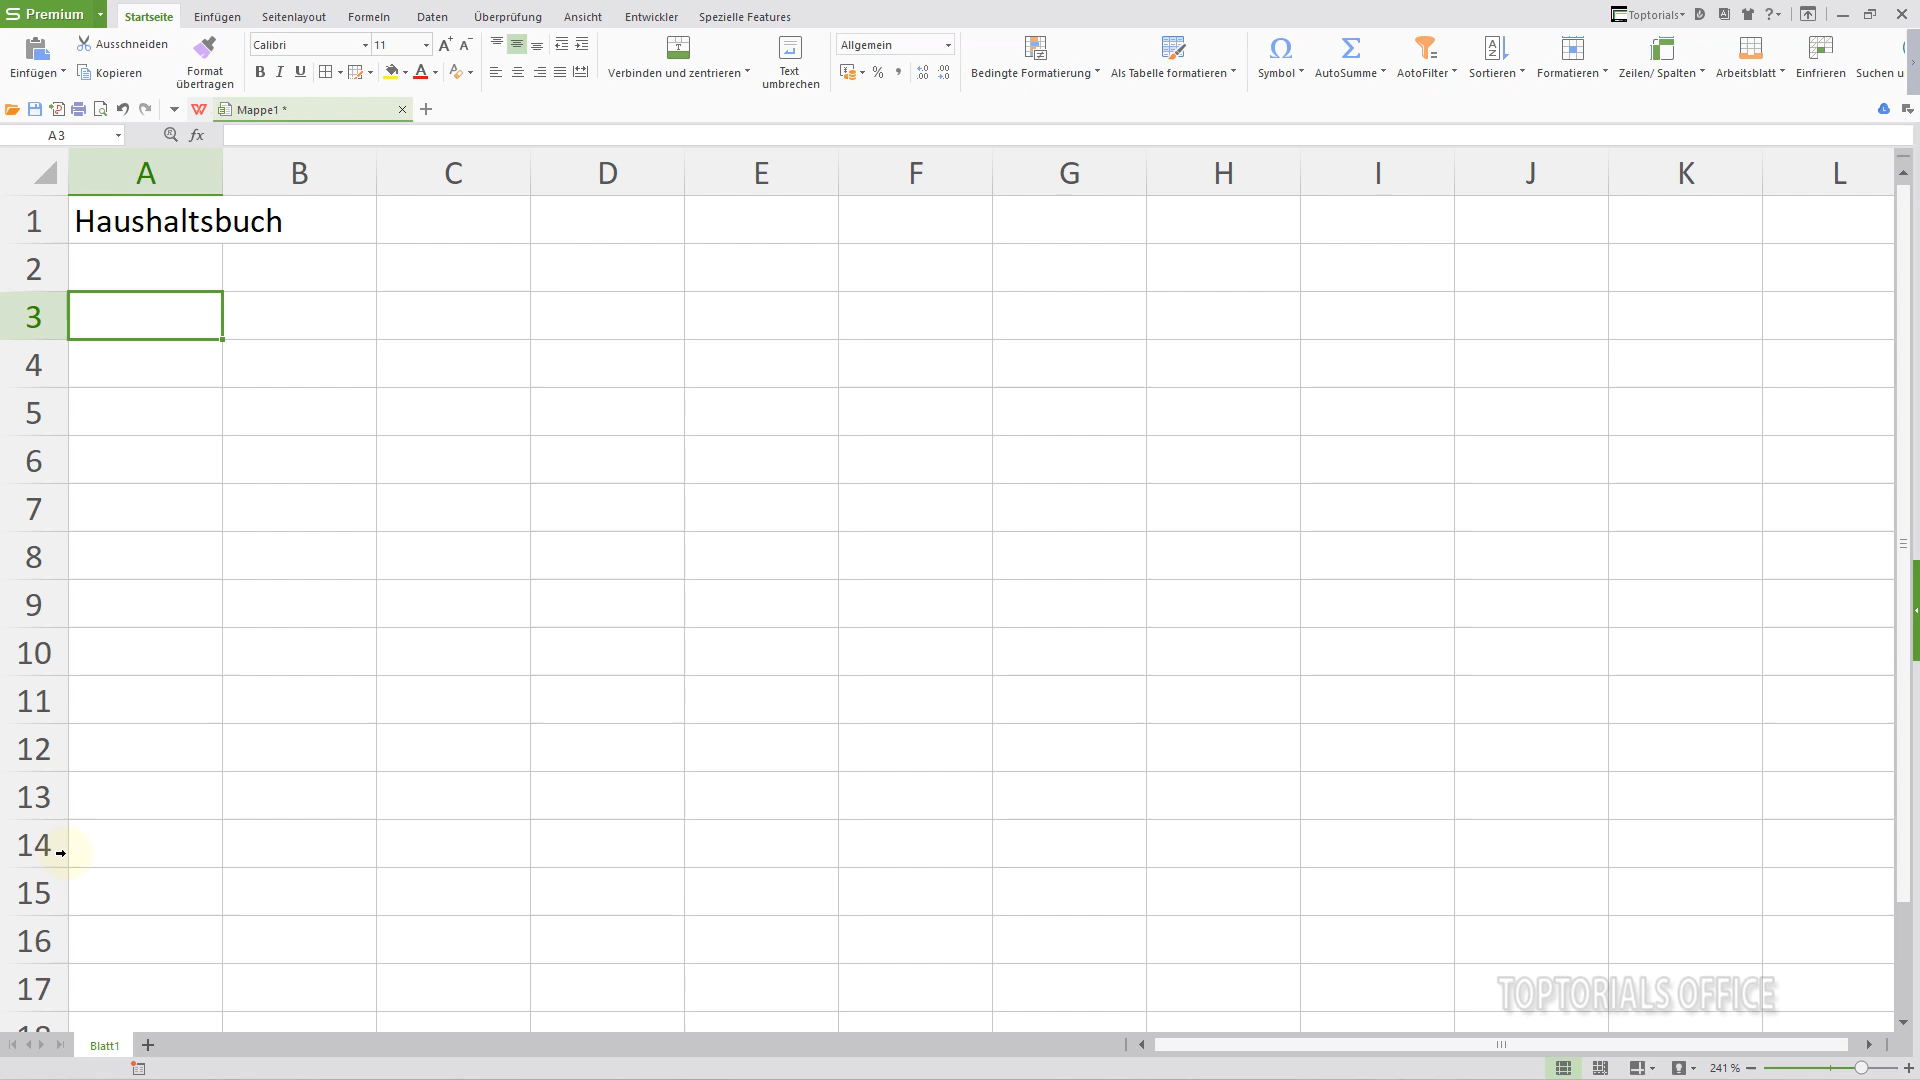 S Premium Startseite Einfügen Seitenlayout Formeln Daten Überprüfung Ansicht Entwickler Spezielle Features Toptorials
Einfügen Ausschneiden Kopieren Format übertragen Calibri 11 B I U Verbinden und zentrieren Text umbrechen Allgemein % Bedingte Formatierung Als Tabelle formatieren Symbol AutoSumme AutoFilter Sortieren Formatieren Zeilen/ Spalten Arbeitsblatt Einfrieren Suchen u
Mappe1 *
A3 fx
A B C D E F G H I J K L
1 Haushaltsbuch
2
3
4
5
6
7
8
9
10
11
12
13
14
15
16
17
TOPTORIALS OFFICE
Blatt1
241 %